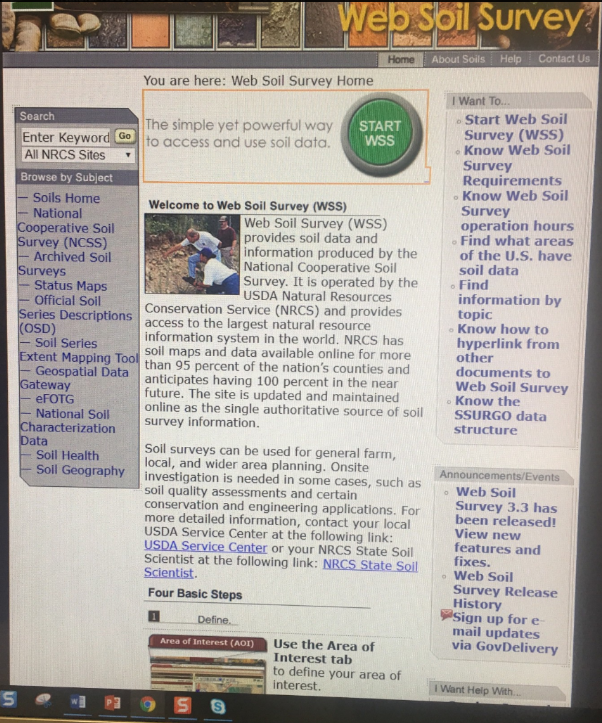 Web Soil Survey
Home
About Soils
Help
Contact Us
You are here: Web Soil Survey Home
Search
Enter Keyword
Go
All NRCS Sites
Browse by Subject
— Soils Home
— National
Cooperative Soil
Survey (NCSS)
— Archived Soil
Surveys
— Status Maps
— Official Soil
Series Descriptions
(OSD)
— Soil Series
Extent Mapping Tool
— Geospatial Data
Gateway
— eFOTG
— National Soil
Characterization
Data
— Soil Health
— Soil Geography
The simple yet powerful way
to access and use soil data.
START
WSS
Welcome to Web Soil Survey (WSS)
Web Soil Survey (WSS)
provides soil data and
information produced by the
National Cooperative Soil
Survey. It is operated by the
USDA Natural Resources
Conservation Service (NRCS) and provides
access to the largest natural resource
information system in the world. NRCS has
soil maps and data available online for more
than 95 percent of the nation's counties and
anticipates having 100 percent in the near
future. The site is updated and maintained
online as the single authoritative source of soil
survey information.
Soil surveys can be used for general farm,
local, and wider area planning. Onsite
investigation is needed in some cases, such as
soil quality assessments and certain
conservation and engineering applications. For
more detailed information, contact your local
USDA Service Center at the following link:
USDA Service Center or your NRCS State Soil
Scientist at the following link: NRCS State Soil
Scientist.
Four Basic Steps
1 Define.
Area of Interest (AOI)
Use the Area of
Interest tab
to define your area of
interest.
I Want To...
Start Web Soil
Survey (WSS)
Know Web Soil
Survey
Requirements
Know Web Soil
Survey
operation hours
Find what areas
of the U.S. have
soil data
Find
information by
topic
Know how to
hyperlink from
other
documents to
Web Soil Survey
Know the
SSURGO data
structure
Announcements/Events
Web Soil
Survey 3.3 has
been released!
View new
features and
fixes.
Web Soil
Survey Release
History
Sign up for e-
mail updates
via GovDelivery
I Want Help With...